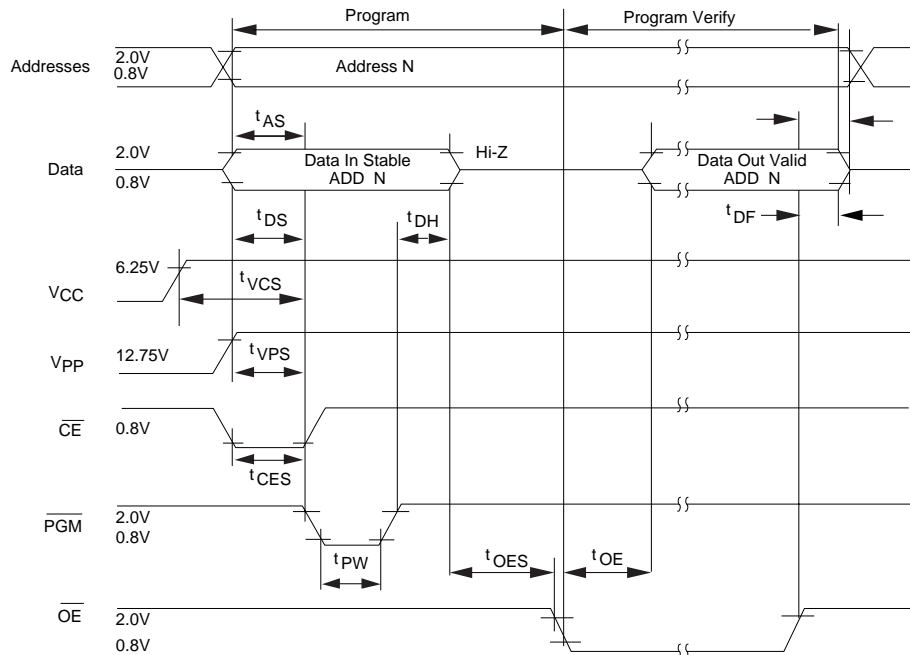 Program
Program Verify
Addresses
2.0V
0.8V
Address N
tAS
Data
2.0V
0.8V
Data In Stable
ADD N
Hi-Z
Data Out Valid
ADD N
tDS
tDH
tDF
VCC
6.25V
tVCS
VPP
12.75V
tVPS
CE
0.8V
tCES
PGM
2.0V
0.8V
tPW
tOES
tOE
OE
2.0V
0.8V